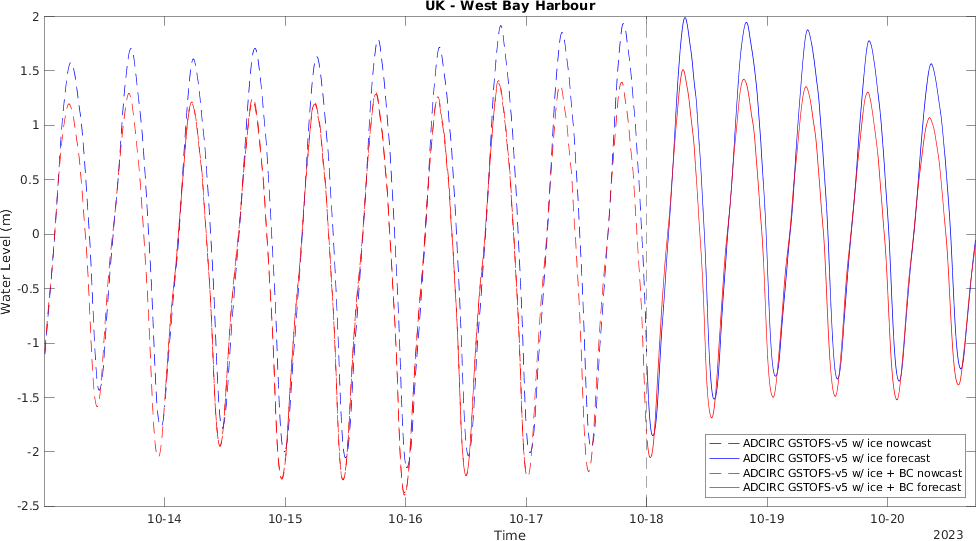 UK - West Bay Harbour
2
1.5
1
0.5
0
-0.5
-1
-1.5
-2
-2.5
Water Level (m)
ADCIRC GSTOFS-v5 w/ ice nowcast
ADCIRC GSTOFS-v5 w/ ice forecast
ADCIRC GSTOFS-v5 w/ ice + BC nowcast
ADCIRC GSTOFS-v5 w/ ice + BC forecast
10-14 10-15 10-16 10-17 10-18 10-19 10-20
Time
2023